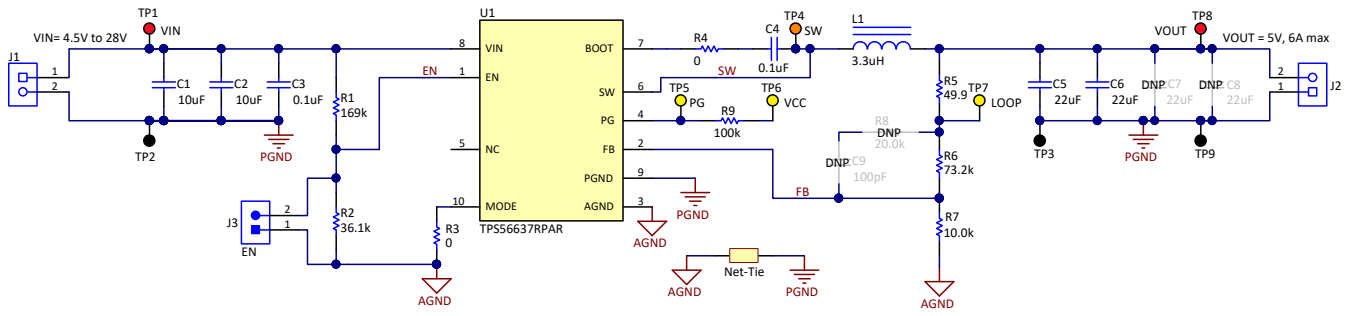 TP1
VIN
VIN= 4.5V to 28V
J1
1
2
C1
10uF
C2
10uF
C3
0.1uF
TP2
PGND
R1
169k
EN
J3
2
1
EN
R2
36.1k
R3
0
AGND
U1
8 VIN
1 EN
5 NC
10 MODE
BOOT 7
SW 6
PG 4
FB 2
PGND 9
AGND 3
TPS56637RPAR
R4
0
C4
0.1uF
TP4
SW
SW
L1
3.3uH
TP5
PG
R9
100k
TP6
VCC
PGND
AGND
AGND
Net-Tie
PGND
R5
49.9
TP7
LOOP
R8
DNP
20.0k
DNP
C9
100pF
FB
R6
73.2k
R7
10.0k
AGND
C5
22uF
C6
22uF
DNP
C7
22uF
DNP
C8
22uF
TP3
PGND
TP9
TP8
VOUT
VOUT = 5V, 6A max
2
1
J2